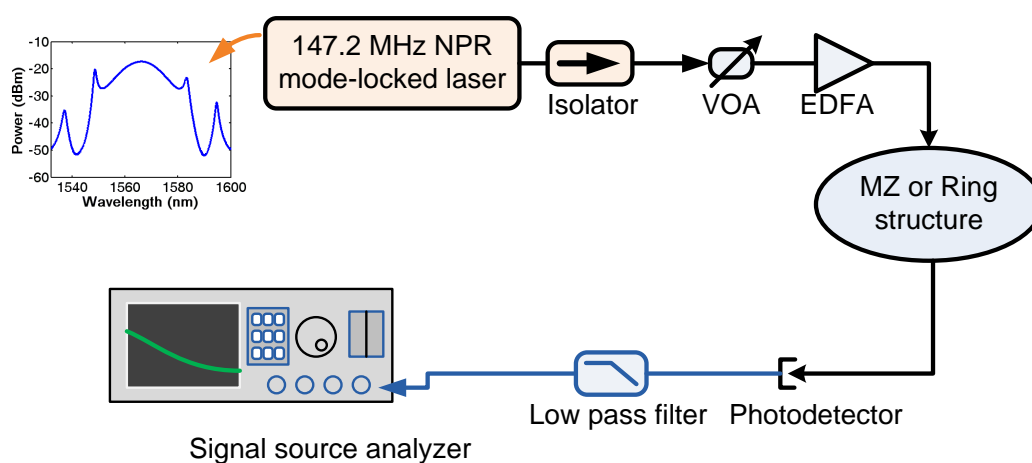 147.2 MHz NPR
mode-locked laser
Isolator
VOA
EDFA
MZ or Ring
structure
Photodetector
Low pass filter
Signal source analyzer
Power (dBm)
-10
-20
-30
-40
-50
-60
1540
1560
1580
1600
Wavelength (nm)